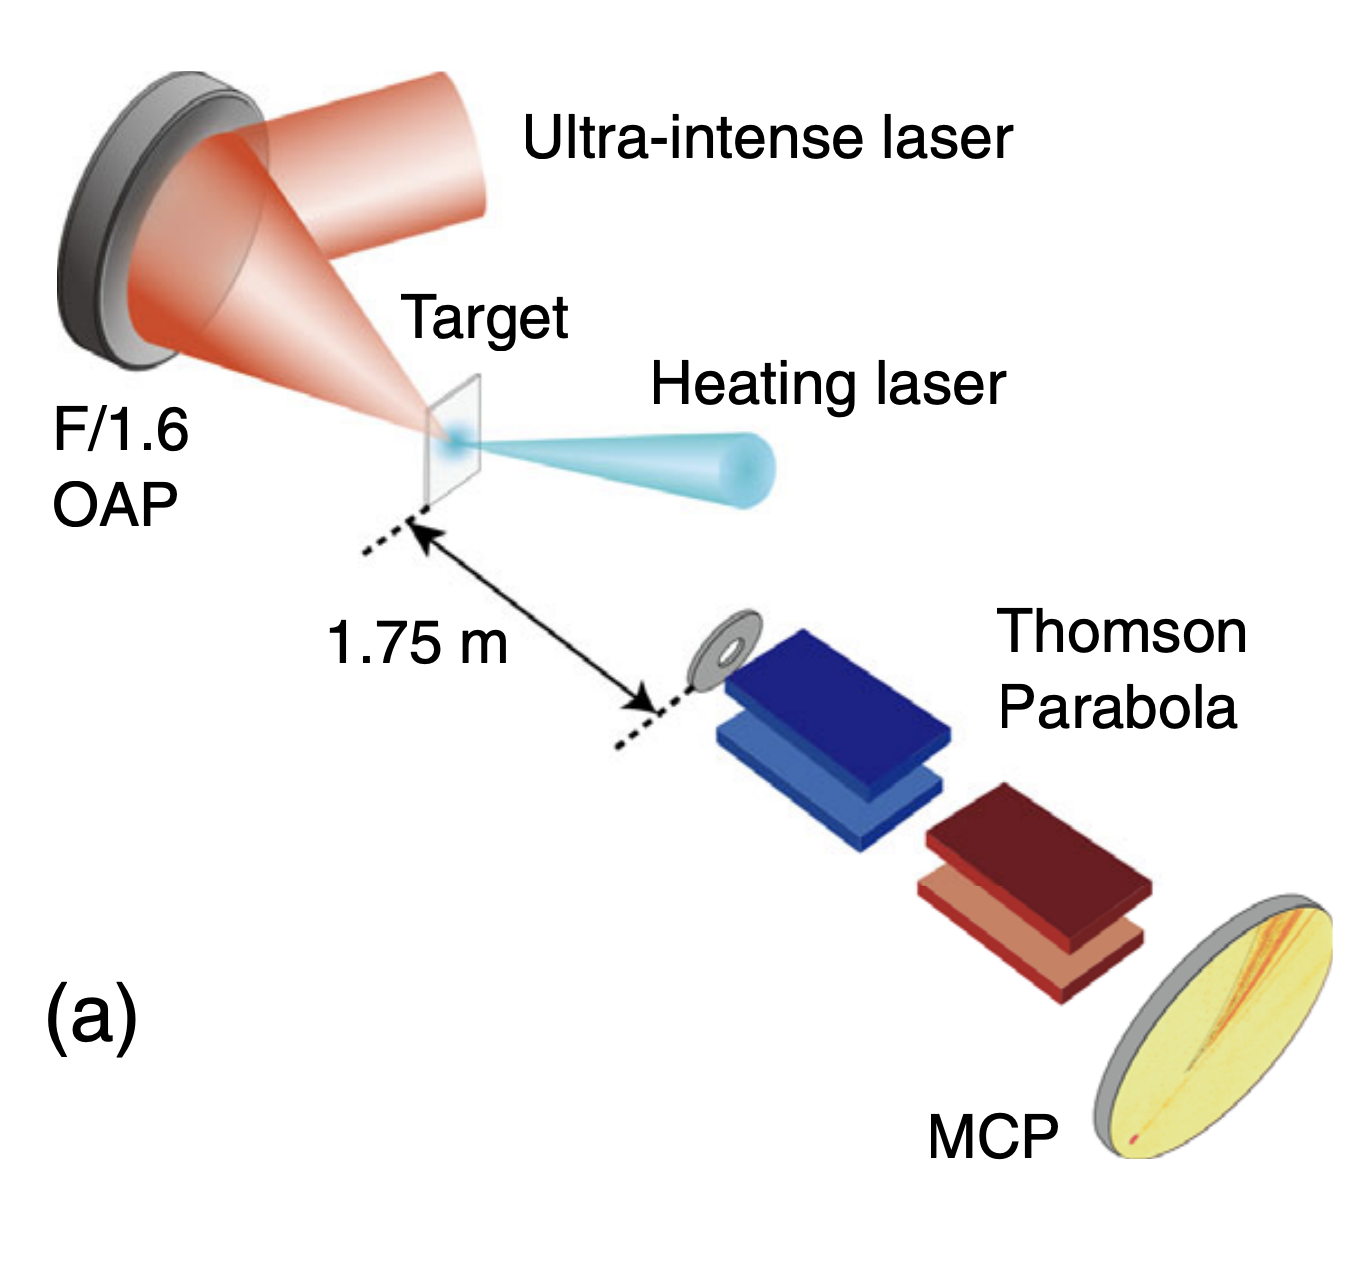 Ultra-intense laser
Target
Heating laser
F/1.6
OAP
1.75 m
Thomson
Parabola
(a)
MCP